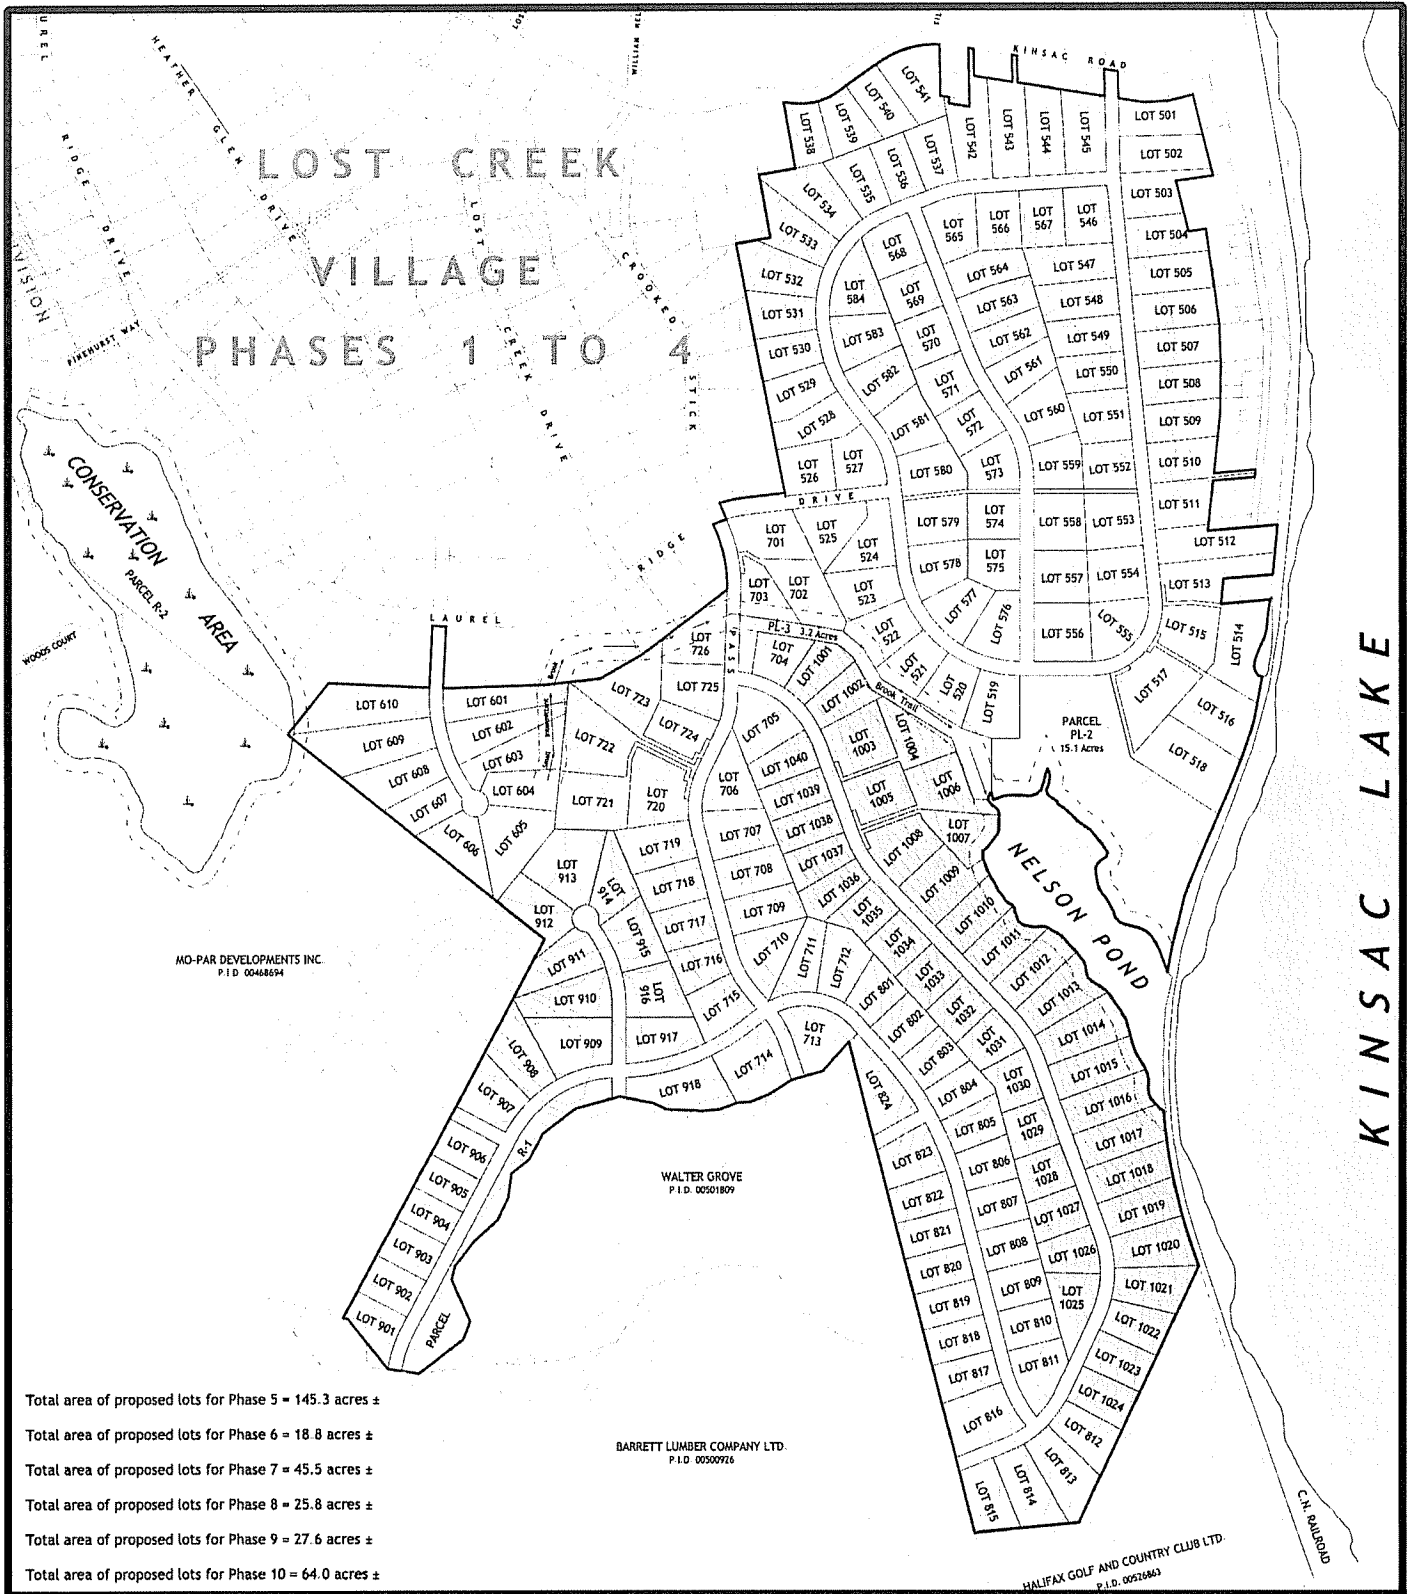 UREL
HEATHER
GLEN
DRIVE
RIDGE
DRIVE
WILLIAM
KINSAC ROAD
LOST CREEK
VILLAGE
PHASES 1 TO 4
VISION
PINEHURST WAY
LOST
CREEK
DRIVE
CROOKED
STICK
CONSERVATION
AREA
PARCEL R-2
WOODS COURT
LAUREL
RIDGE
DRIVE
PASS
LOT 541
LOT 540
LOT 539
LOT 538
LOT 537
LOT 536
LOT 535
LOT 534
LOT 533
LOT 532
LOT 531
LOT 530
LOT 529
LOT 528
LOT 527
LOT 526
LOT 542
LOT 543
LOT 544
LOT 545
LOT 501
LOT 502
LOT 503
LOT 504
LOT 505
LOT 506
LOT 507
LOT 508
LOT 509
LOT 510
LOT 511
LOT 512
LOT 513
LOT 514
LOT 515
LOT 516
LOT 517
LOT 518
LOT 519
LOT 520
LOT 521
LOT 522
LOT 523
LOT 524
LOT 525
LOT 546
LOT 547
LOT 548
LOT 549
LOT 550
LOT 551
LOT 552
LOT 553
LOT 554
LOT 555
LOT 556
LOT 557
LOT 558
LOT 559
LOT 560
LOT 561
LOT 562
LOT 563
LOT 564
LOT 565
LOT 566
LOT 567
LOT 568
LOT 569
LOT 570
LOT 571
LOT 572
LOT 573
LOT 574
LOT 575
LOT 576
LOT 577
LOT 578
LOT 579
LOT 580
LOT 581
LOT 582
LOT 583
LOT 584
LOT 601
LOT 602
LOT 603
LOT 604
LOT 605
LOT 606
LOT 607
LOT 608
LOT 609
LOT 610
LOT 701
LOT 702
LOT 703
LOT 704
LOT 705
LOT 706
LOT 707
LOT 708
LOT 709
LOT 710
LOT 711
LOT 712
LOT 713
LOT 714
LOT 715
LOT 716
LOT 717
LOT 718
LOT 719
LOT 720
LOT 721
LOT 722
LOT 723
LOT 724
LOT 725
LOT 726
PL-3 3.2 Acres
Brook Trail
PARCEL
PL-2
15.1 Acres
NELSON POND
KINSAC LAKE
LOT 801
LOT 802
LOT 803
LOT 804
LOT 805
LOT 806
LOT 807
LOT 808
LOT 809
LOT 810
LOT 811
LOT 812
LOT 813
LOT 814
LOT 815
LOT 816
LOT 817
LOT 818
LOT 819
LOT 820
LOT 821
LOT 822
LOT 823
LOT 824
LOT 901
LOT 902
LOT 903
LOT 904
LOT 905
LOT 906
LOT 907
LOT 908
LOT 909
LOT 910
LOT 911
LOT 912
LOT 913
LOT 914
LOT 915
LOT 916
LOT 917
LOT 918
PARCEL
R-1
LOT 1001
LOT 1002
LOT 1003
LOT 1004
LOT 1005
LOT 1006
LOT 1007
LOT 1008
LOT 1009
LOT 1010
LOT 1011
LOT 1012
LOT 1013
LOT 1014
LOT 1015
LOT 1016
LOT 1017
LOT 1018
LOT 1019
LOT 1020
LOT 1021
LOT 1022
LOT 1023
LOT 1024
LOT 1025
LOT 1026
LOT 1027
LOT 1028
LOT 1029
LOT 1030
LOT 1031
LOT 1032
LOT 1033
LOT 1034
LOT 1035
LOT 1036
LOT 1037
LOT 1038
LOT 1039
LOT 1040
MO-PAR DEVELOPMENTS INC.
P.I.D 00468694
WALTER GROVE
P.I.D. 00501809
BARRETT LUMBER COMPANY LTD.
P.I.D 00500926
HALIFAX GOLF AND COUNTRY CLUB LTD.
P.I.D. 00526863
C.N. RAILROAD
Total area of proposed lots for Phase 5 = 145.3 acres ±
Total area of proposed lots for Phase 6 = 18.8 acres ±
Total area of proposed lots for Phase 7 = 45.5 acres ±
Total area of proposed lots for Phase 8 = 25.8 acres ±
Total area of proposed lots for Phase 9 = 27.6 acres ±
Total area of proposed lots for Phase 10 = 64.0 acres ±